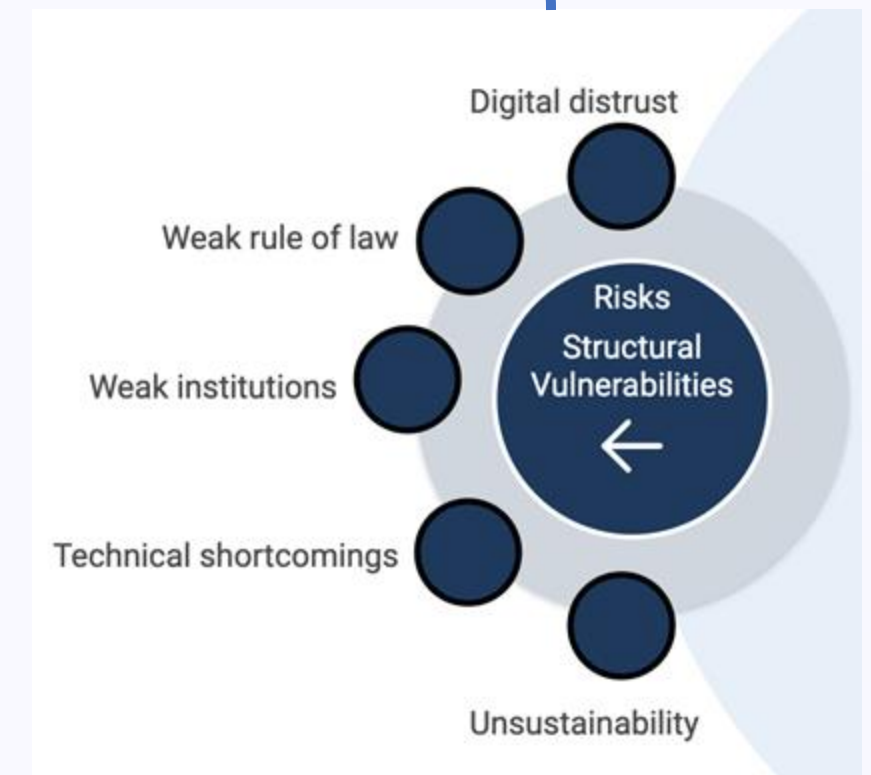 Digital distrust
Weak rule of law
Risks
Structural
Vulnerabilities
Weak institutions
Technical shortcomings
Unsustainability